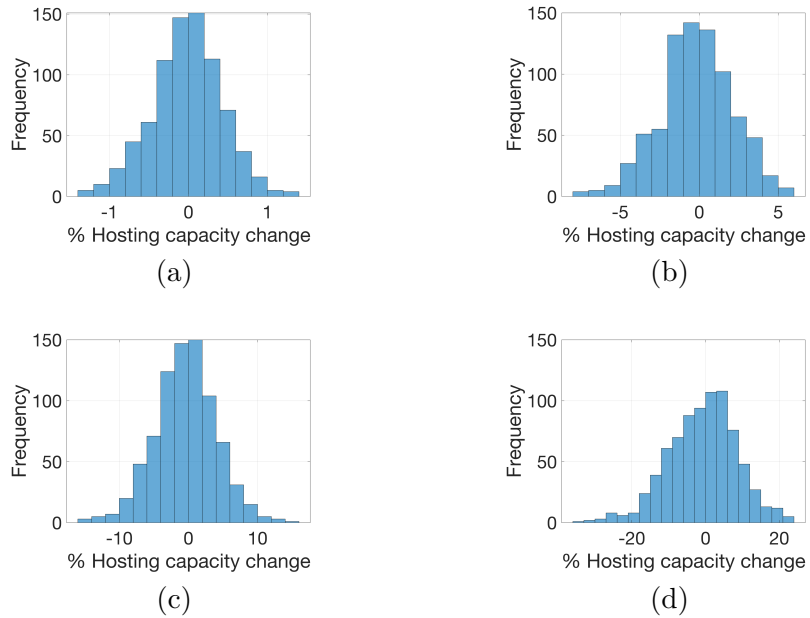 150
100
50
0
Frequency
-1 0 1
% Hosting capacity change
(a)
150
100
50
0
Frequency
-5 0 5
% Hosting capacity change
(b)
150
100
50
0
Frequency
-10 0 10
% Hosting capacity change
(c)
150
100
50
0
Frequency
-20 0 20
% Hosting capacity change
(d)